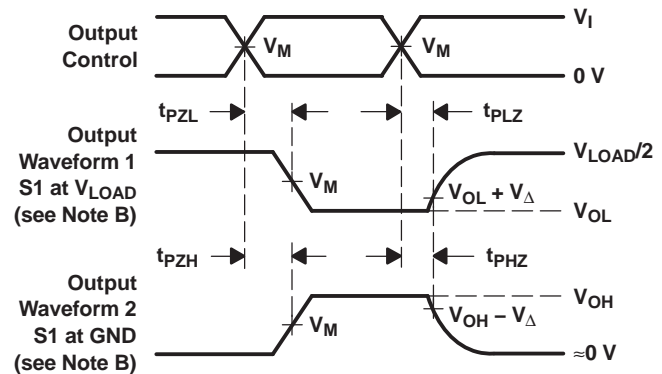 Output
Control
V_M
V_M
V_I
0 V
t_PZL
t_PLZ
Output
Waveform 1
S1 at V_LOAD
(see Note B)
V_M
V_LOAD/2
V_OL + V_Δ
V_OL
t_PZH
t_PHZ
Output
Waveform 2
S1 at GND
(see Note B)
V_M
V_OH
V_OH − V_Δ
≈0 V